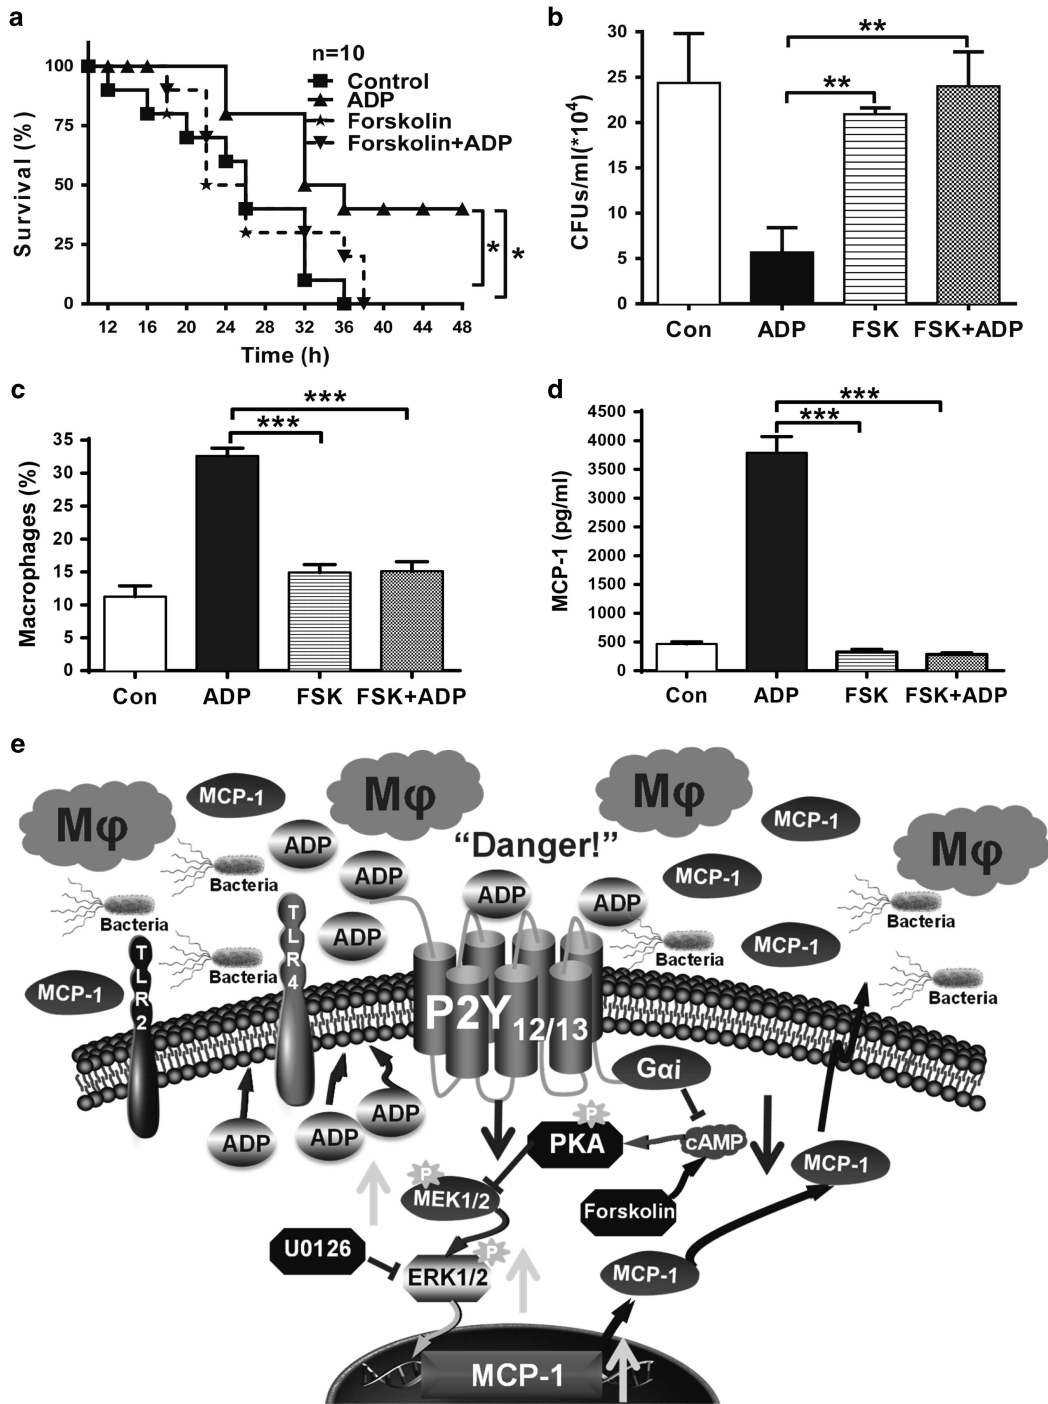 a
n=10
Control
ADP
Forskolin
Forskolin+ADP
Survival (%)
100
75
50
25
0
12 16 20 24 28 32 36 40 44 48
Time (h)
*
*
b
**
**
CFUs/ml(*10⁴)
30
25
20
15
10
5
0
Con ADP FSK FSK+ADP
c
***
***
Macrophages (%)
35
30
25
20
15
10
5
0
Con ADP FSK FSK+ADP
d
***
***
MCP-1 (pg/ml)
4500
4000
3500
3000
2500
2000
1500
1000
500
0
Con ADP FSK FSK+ADP
e
Mφ
MCP-1
Mφ
Mφ
MCP-1
Mφ
ADP
"Danger!"
Bacteria
ADP
ADP
ADP
MCP-1
Bacteria
Bacteria
Bacteria
ADP
Bacteria
MCP-1
Bacteria
TLR2
TLR4
MCP-1
Bacteria
P2Y12/13
Gαi
ADP
ADP
ADP
P
PKA
cAMP
MCP-1
P
MEK1/2
Forskolin
U0126
P
ERK1/2
MCP-1
MCP-1